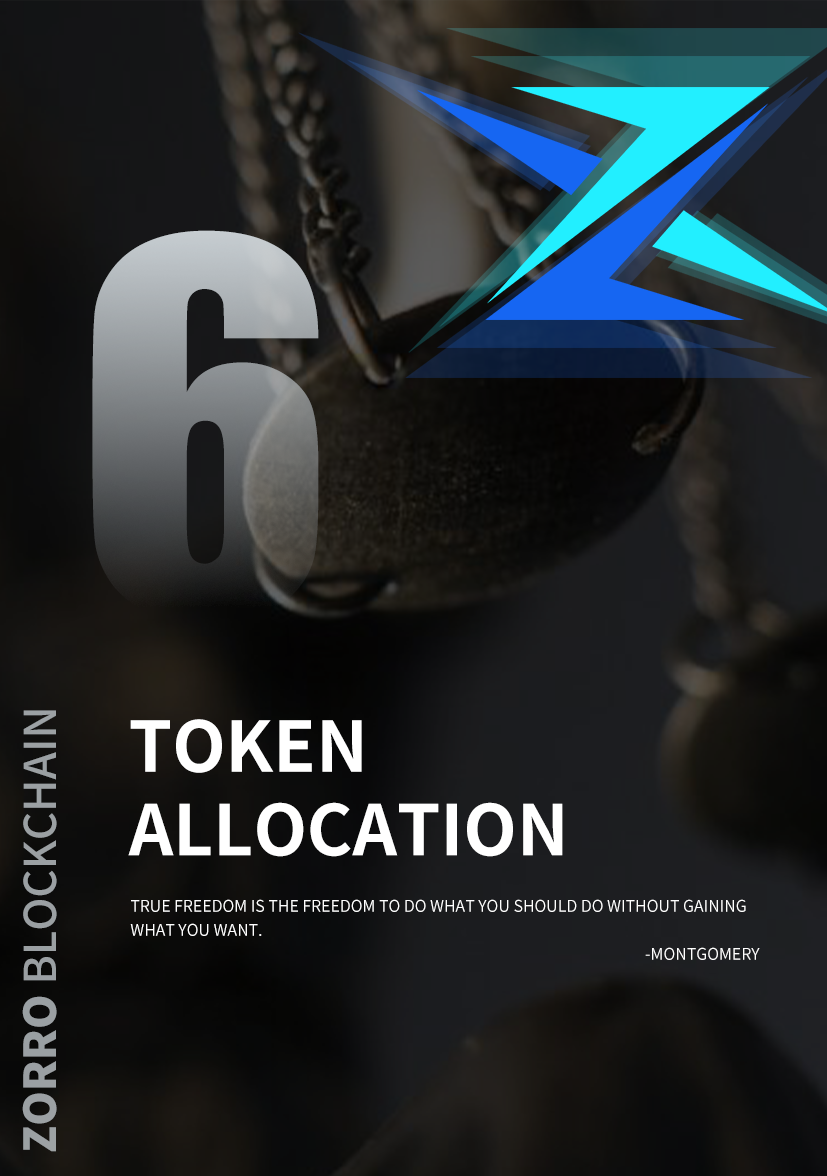 6
TOKEN
ALLOCATION
TRUE FREEDOM IS THE FREEDOM TO DO WHAT YOU SHOULD DO WITHOUT GAINING
WHAT YOU WANT.
-MONTGOMERY
ZORRO BLOCKCHAIN